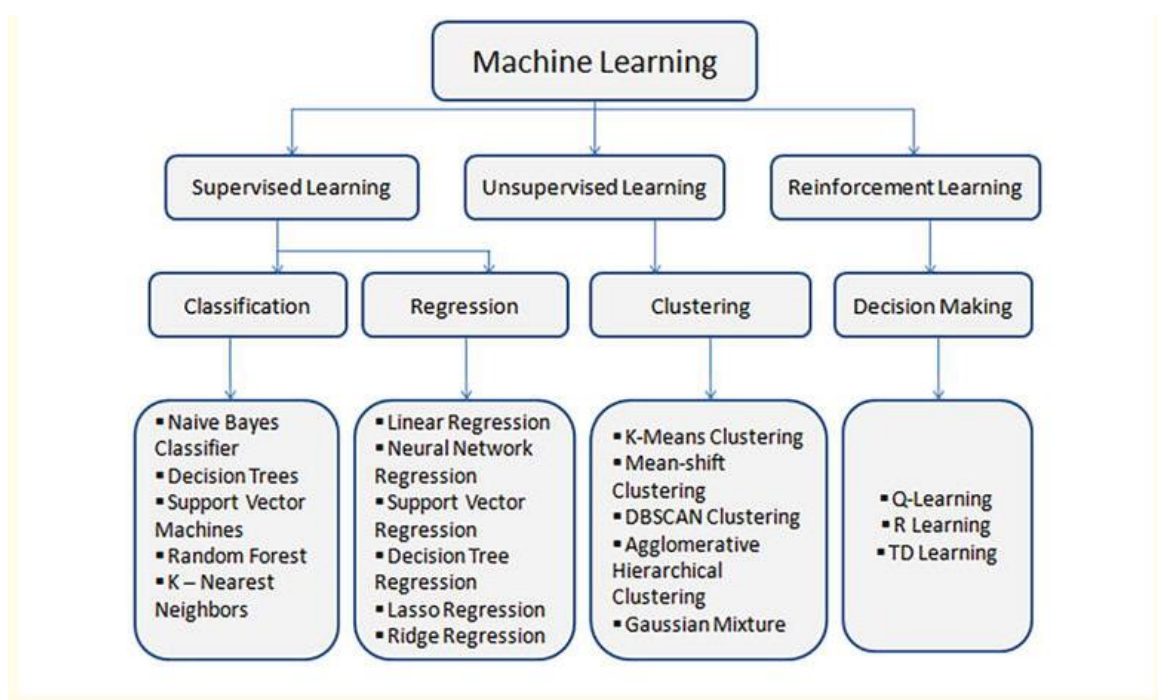 Machine Learning
Supervised Learning
Unsupervised Learning
Reinforcement Learning
Classification
Regression
Clustering
Decision Making
▪ Naive Bayes
Classifier
▪ Decision Trees
▪ Support Vector
Machines
▪ Random Forest
▪ K – Nearest
Neighbors
▪ Linear Regression
▪ Neural Network
Regression
▪ Support Vector
Regression
▪ Decision Tree
Regression
▪ Lasso Regression
▪ Ridge Regression
▪ K-Means Clustering
▪ Mean-shift
Clustering
▪ DBSCAN Clustering
▪ Agglomerative
Hierarchical
Clustering
▪ Gaussian Mixture
▪ Q-Learning
▪ R Learning
▪ TD Learning